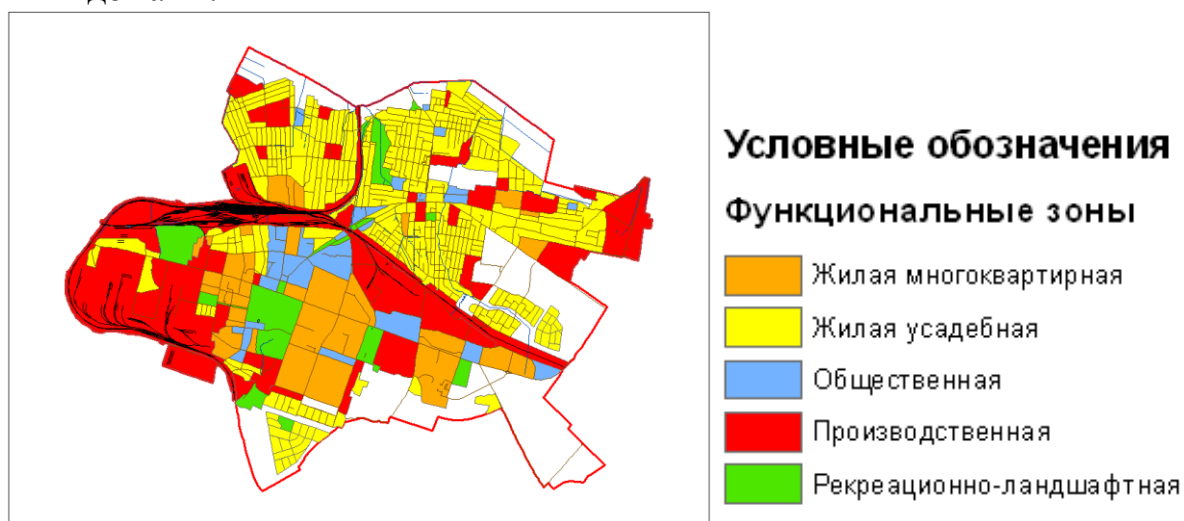 Условные обозначения
Функциональные зоны
Жилая многоквартирная
Жилая усадебная
Общественная
Производственная
Рекреационно-ландшафтная